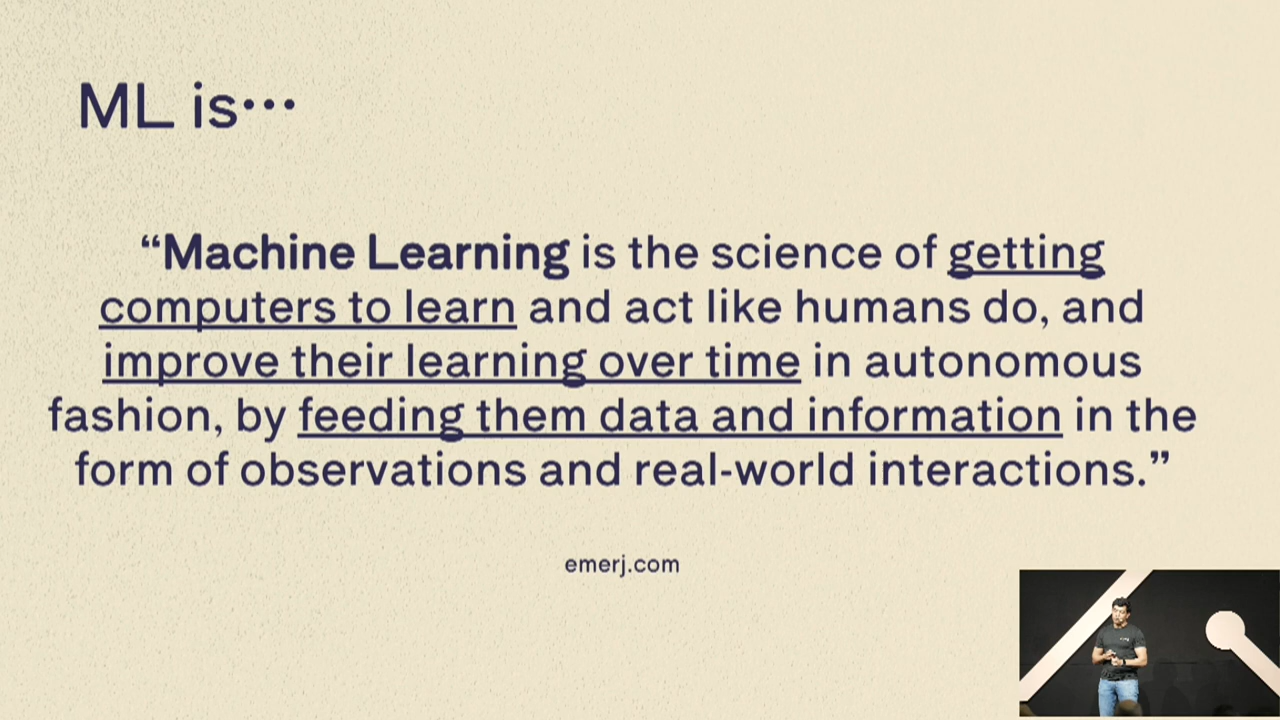 ML is···
“Machine Learning is the science of getting
computers to learn and act like humans do, and
improve their learning over time in autonomous
fashion, by feeding them data and information in the
form of observations and real-world interactions.”
emerj.com